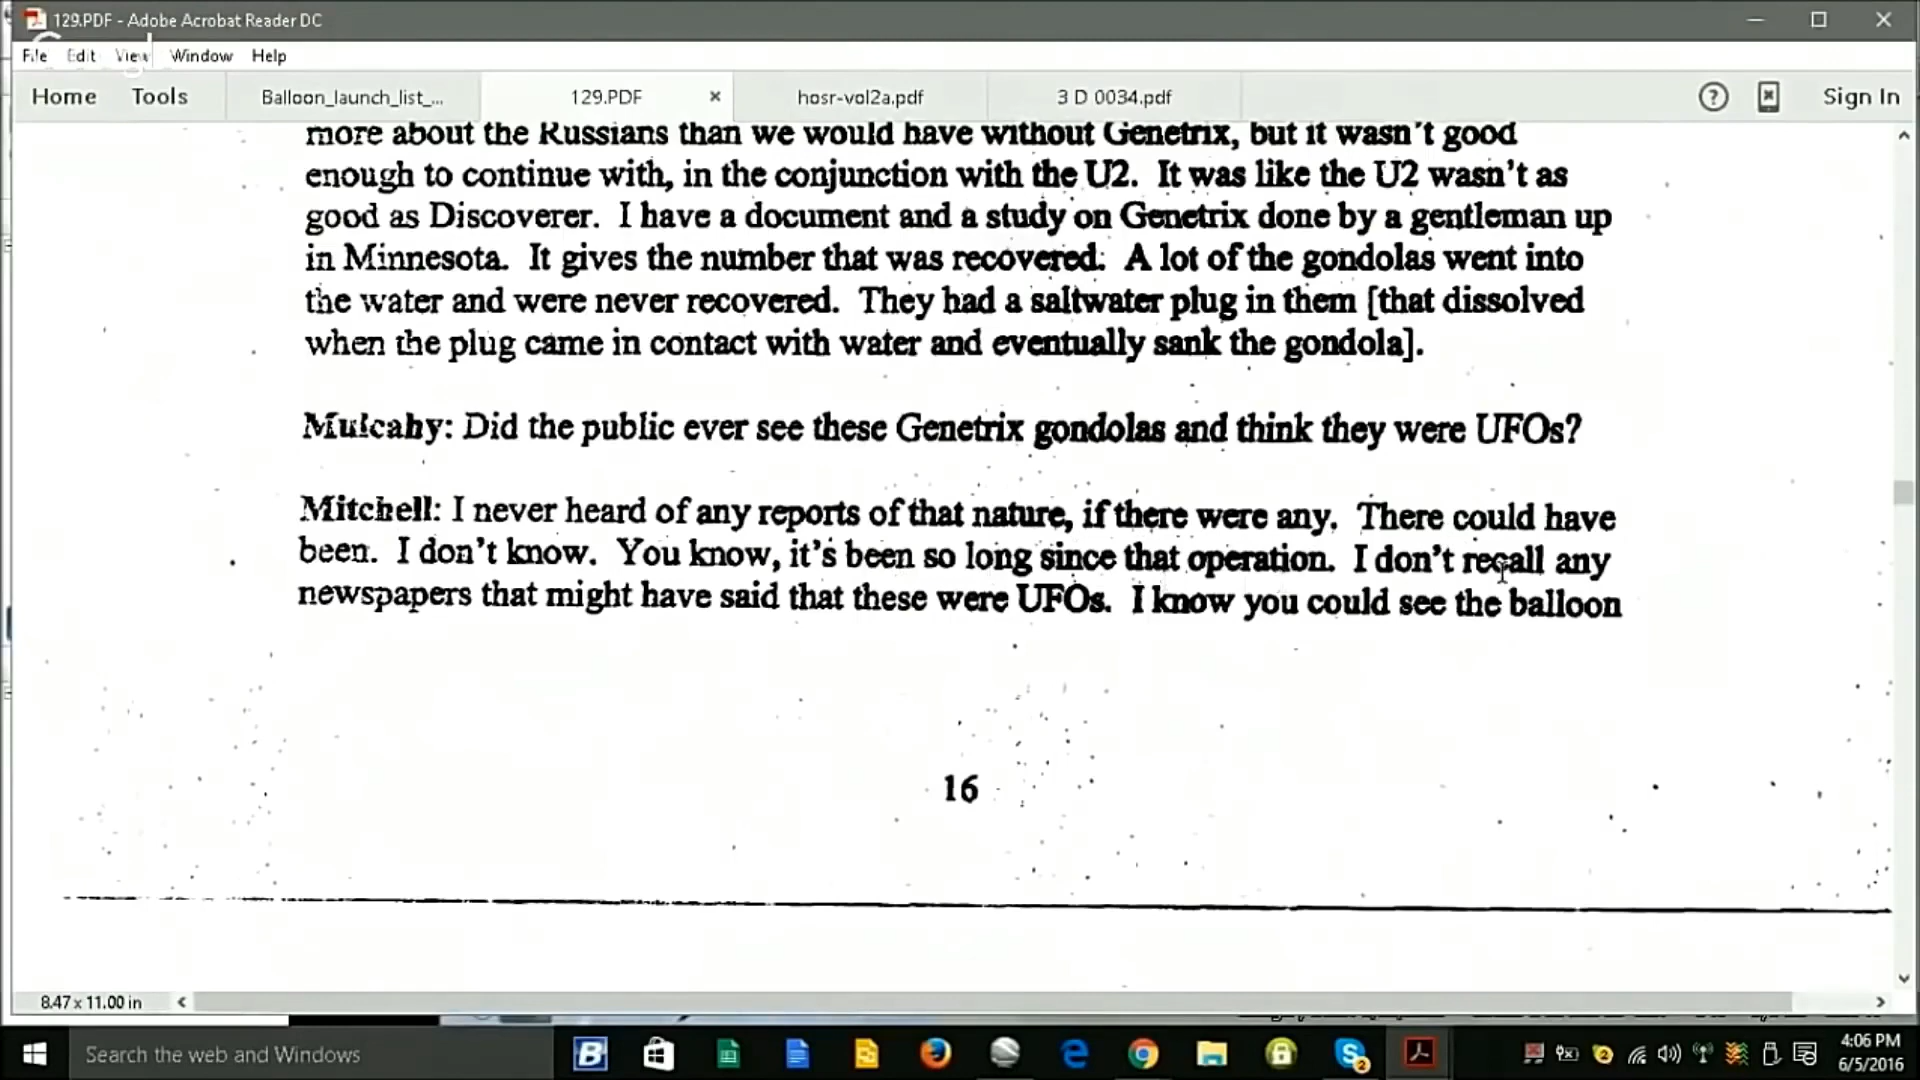 129.PDF - Adobe Acrobat Reader DC
File Edit View Window Help
Home Tools Balloon_launch_list_... 129.PDF × hosr-vol2a.pdf 3 D 0034.pdf Sign In
more about the Russians than we would have without Genetrix, but it wasn't good
enough to continue with, in the conjunction with the U2. It was like the U2 wasn't as
good as Discoverer. I have a document and a study on Genetrix done by a gentleman up
in Minnesota. It gives the number that was recovered. A lot of the gondolas went into
the water and were never recovered. They had a saltwater plug in them [that dissolved
when the plug came in contact with water and eventually sank the gondola].
Mulcahy: Did the public ever see these Genetrix gondolas and think they were UFOs?
Mitchell: I never heard of any reports of that nature, if there were any. There could have
been. I don't know. You know, it's been so long since that operation. I don't recall any
newspapers that might have said that these were UFOs. I know you could see the balloon
16
8.47 x 11.00 in
Search the web and Windows
4:06 PM
6/5/2016